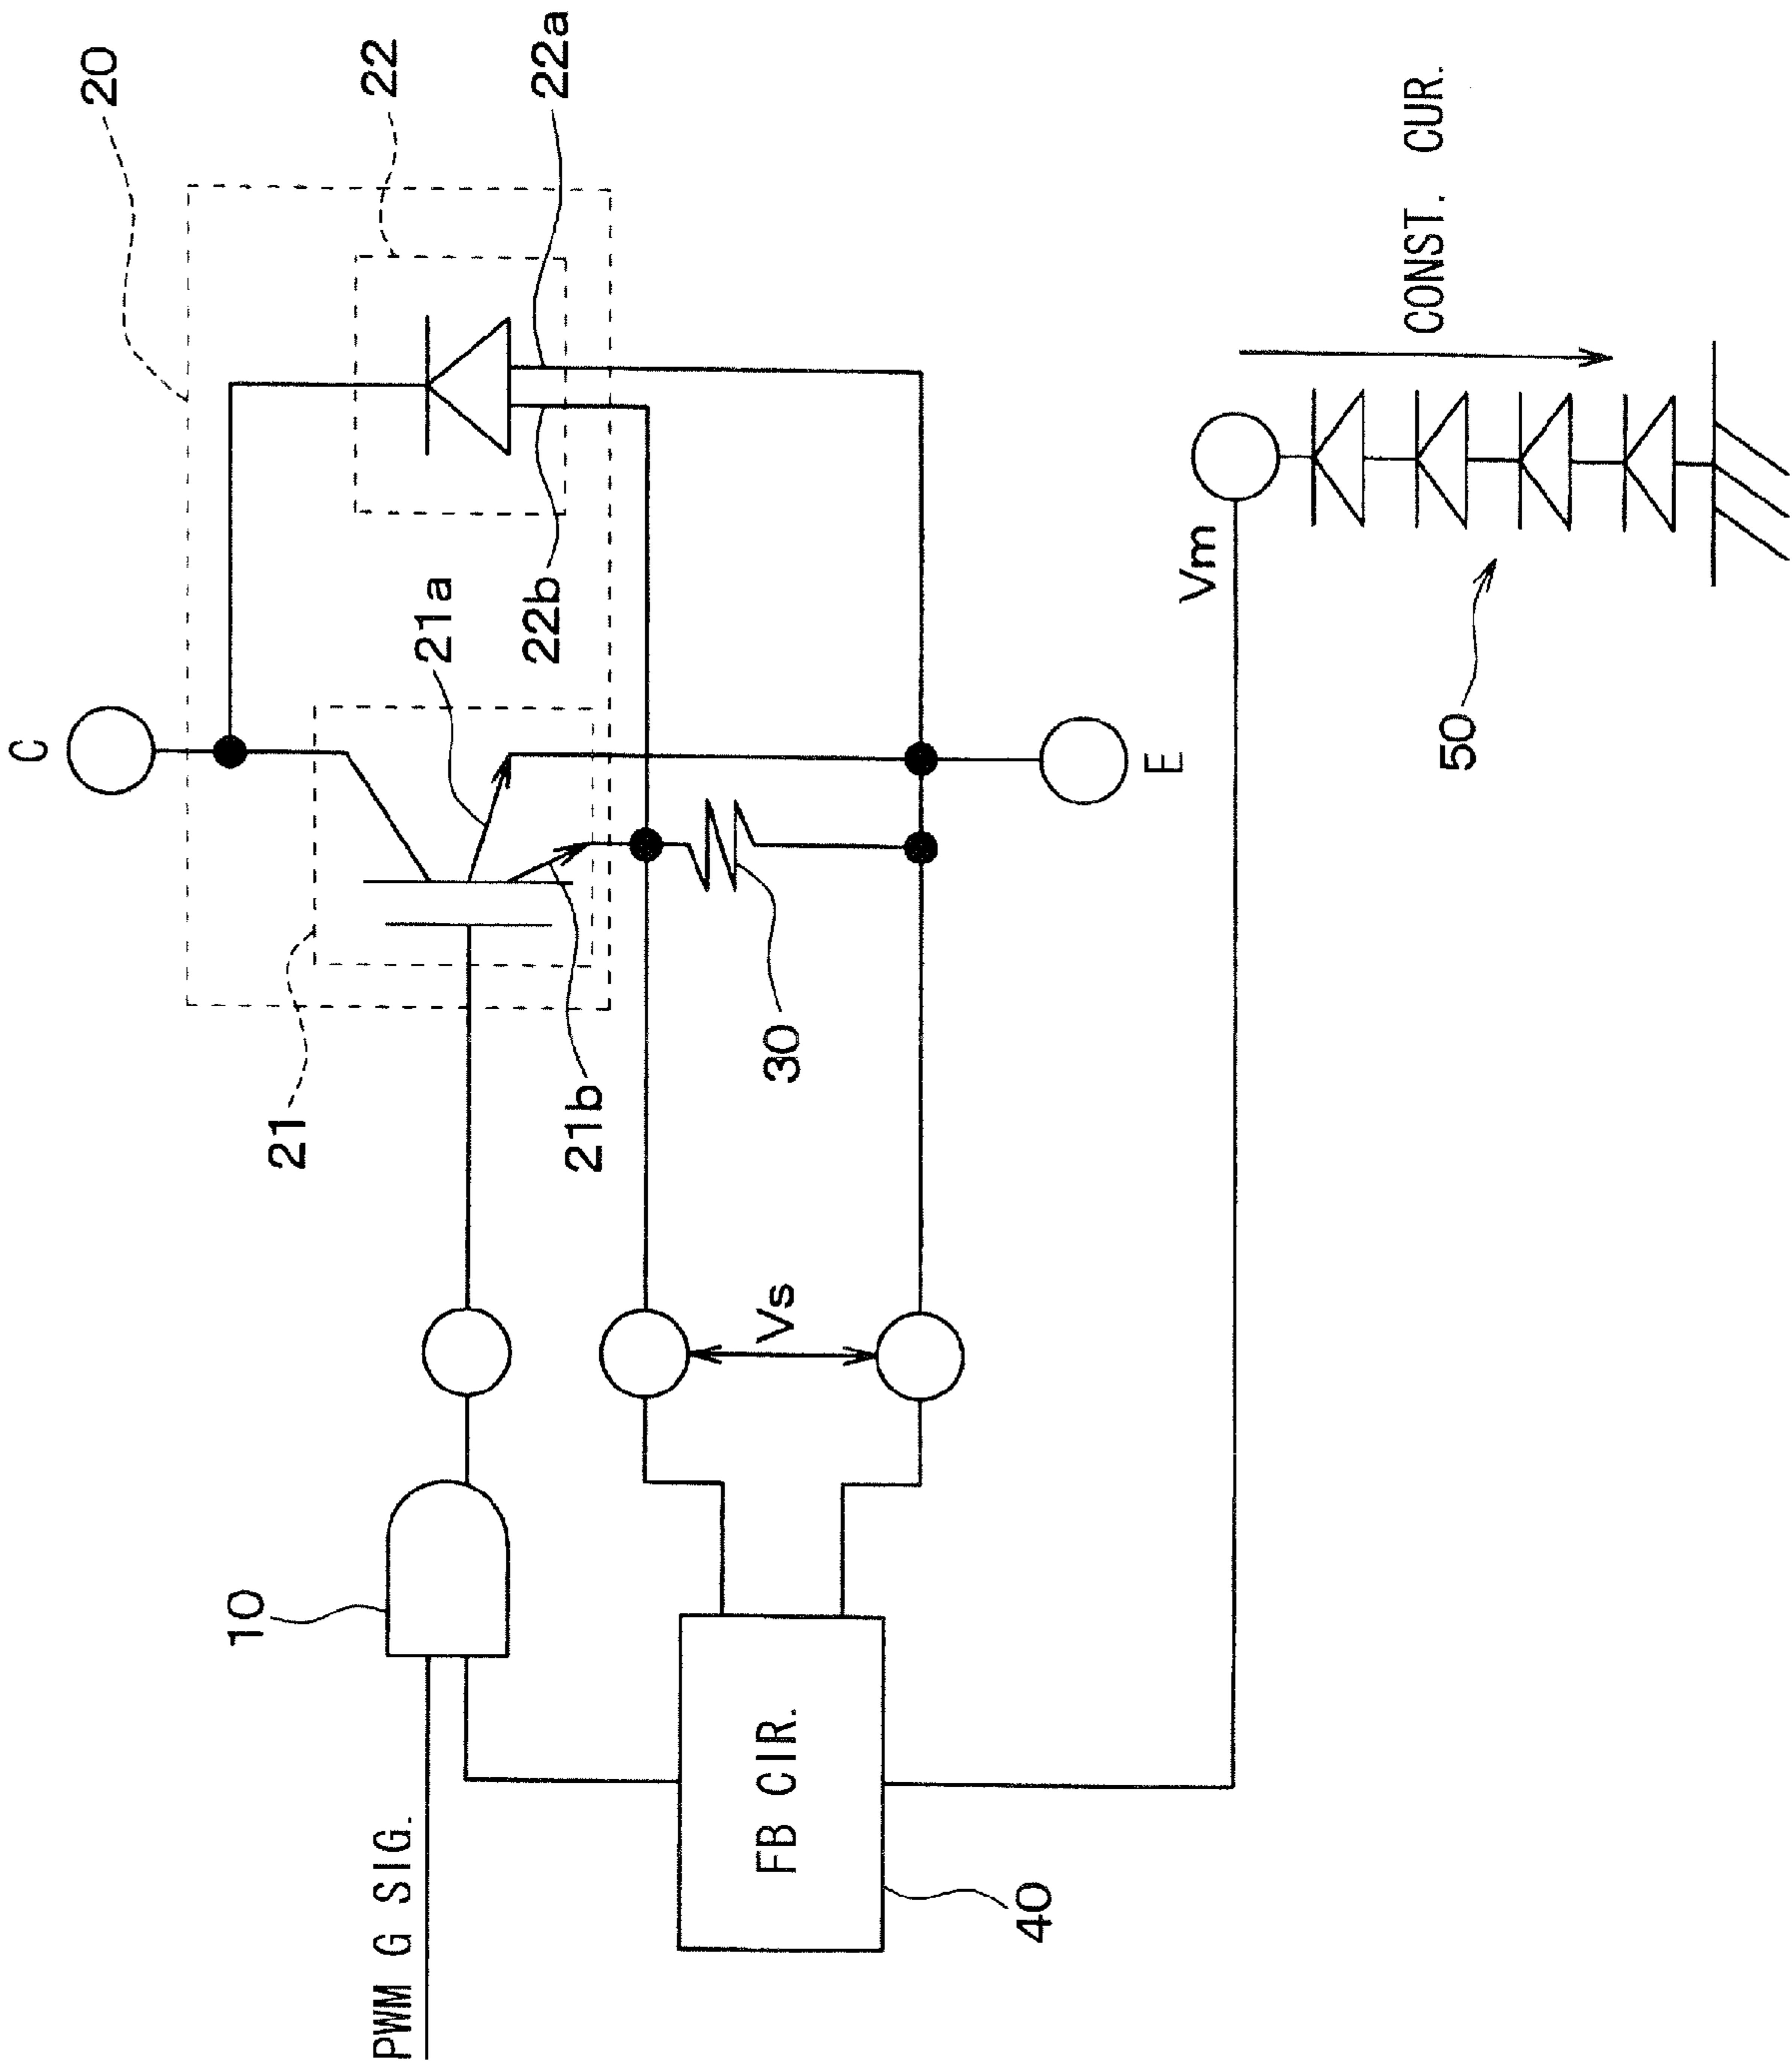 20
22
22a
C
21a
22b
21
21b
30
E
Vm
CONST. CUR.
50
10
Vs
PWM G SIG.
FB CIR.
40